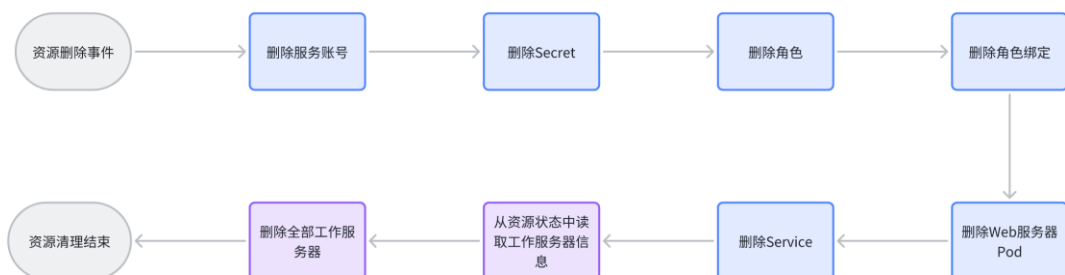 资源删除事件
删除服务账号
删除Secret
删除角色
删除角色绑定
删除Web服务器
Pod
删除Service
从资源状态中读
取工作服务器信
息
删除全部工作服
务器
资源清理结束